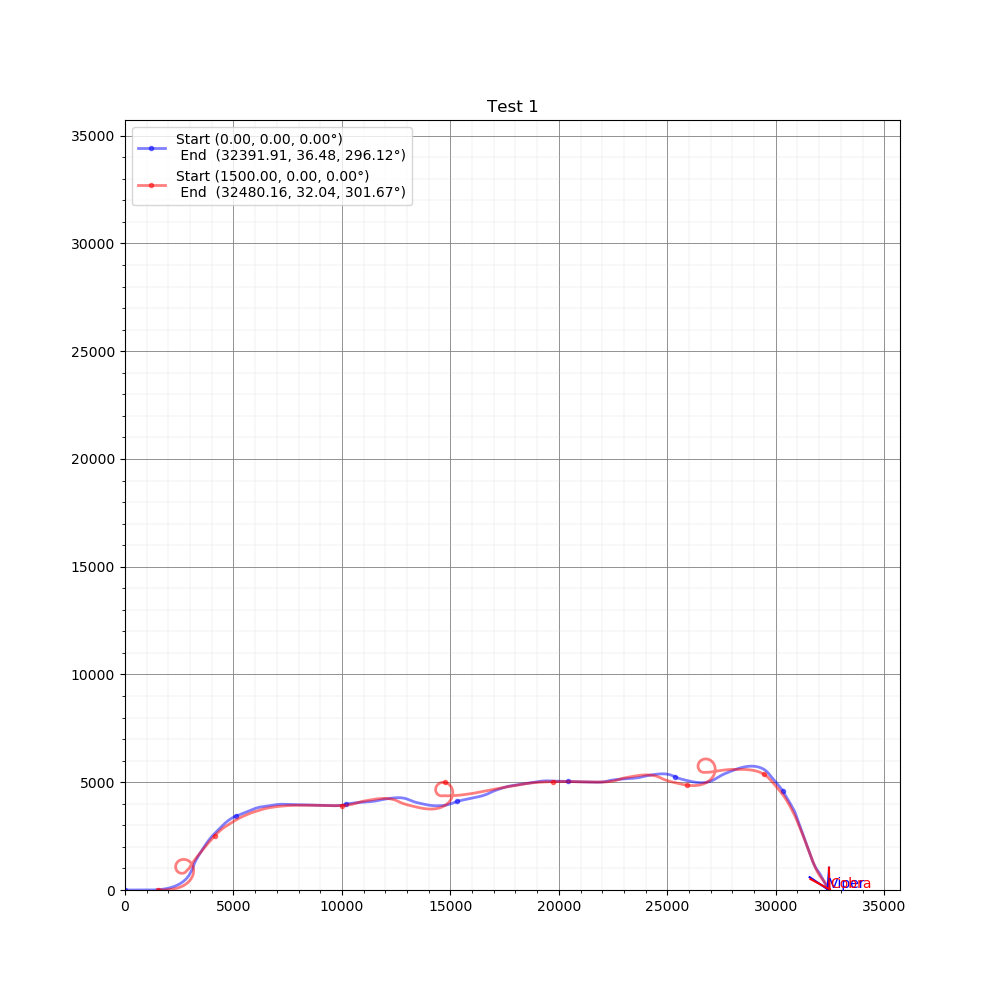 Test 1
Start (0.00, 0.00, 0.00°)
End (32391.91, 36.48, 296.12°)
Start (1500.00, 0.00, 0.00°)
End (32480.16, 32.04, 301.67°)
35000
30000
25000
20000
15000
10000
5000
0
0 5000 10000 15000 20000 25000 30000 35000